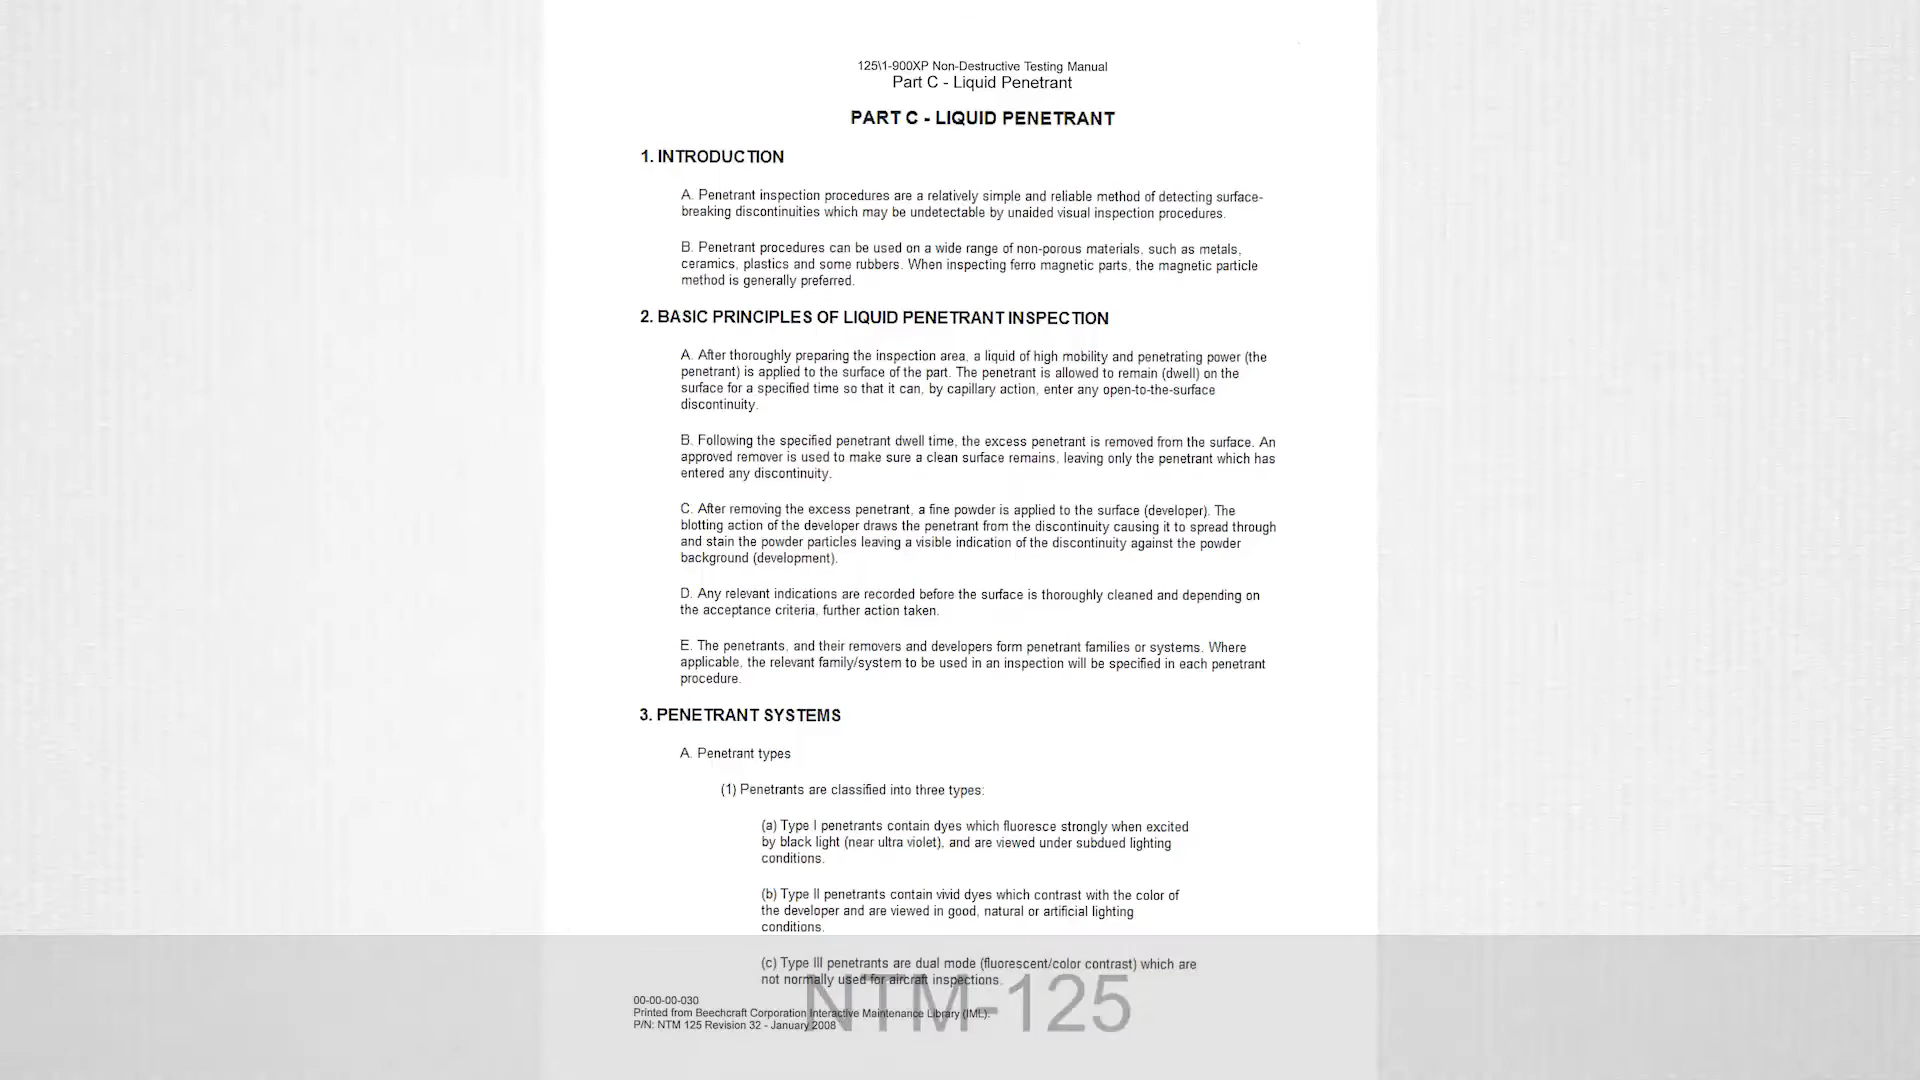 125\1-900XP Non-Destructive Testing Manual
Part C - Liquid Penetrant
PART C - LIQUID PENETRANT
1. INTRODUCTION
A. Penetrant inspection procedures are a relatively simple and reliable method of detecting surface-
breaking discontinuities which may be undetectable by unaided visual inspection procedures.
B. Penetrant procedures can be used on a wide range of non-porous materials, such as metals,
ceramics, plastics and some rubbers. When inspecting ferro magnetic parts, the magnetic particle
method is generally preferred.
2. BASIC PRINCIPLES OF LIQUID PENETRANT INSPECTION
A. After thoroughly preparing the inspection area, a liquid of high mobility and penetrating power (the
penetrant) is applied to the surface of the part. The penetrant is allowed to remain (dwell) on the
surface for a specified time so that it can, by capillary action, enter any open-to-the-surface
discontinuity.
B. Following the specified penetrant dwell time, the excess penetrant is removed from the surface. An
approved remover is used to make sure a clean surface remains, leaving only the penetrant which has
entered any discontinuity.
C. After removing the excess penetrant, a fine powder is applied to the surface (developer). The
blotting action of the developer draws the penetrant from the discontinuity causing it to spread through
and stain the powder particles leaving a visible indication of the discontinuity against the powder
background (development).
D. Any relevant indications are recorded before the surface is thoroughly cleaned and depending on
the acceptance criteria, further action taken.
E. The penetrants, and their removers and developers form penetrant families or systems. Where
applicable, the relevant family/system to be used in an inspection will be specified in each penetrant
procedure.
3. PENETRANT SYSTEMS
A. Penetrant types
(1) Penetrants are classified into three types:
(a) Type I penetrants contain dyes which fluoresce strongly when excited
by black light (near ultra violet), and are viewed under subdued lighting
conditions.
(b) Type II penetrants contain vivid dyes which contrast with the color of
the developer and are viewed in good, natural or artificial lighting
conditions.
(c) Type III penetrants are dual mode (fluorescent/color contrast) which are
not normally used for aircraft inspections.
NTM-125
00-00-00-030
Printed from Beechcraft Corporation Interactive Maintenance Library (IML).
P/N: NTM 125 Revision 32 - January 2008